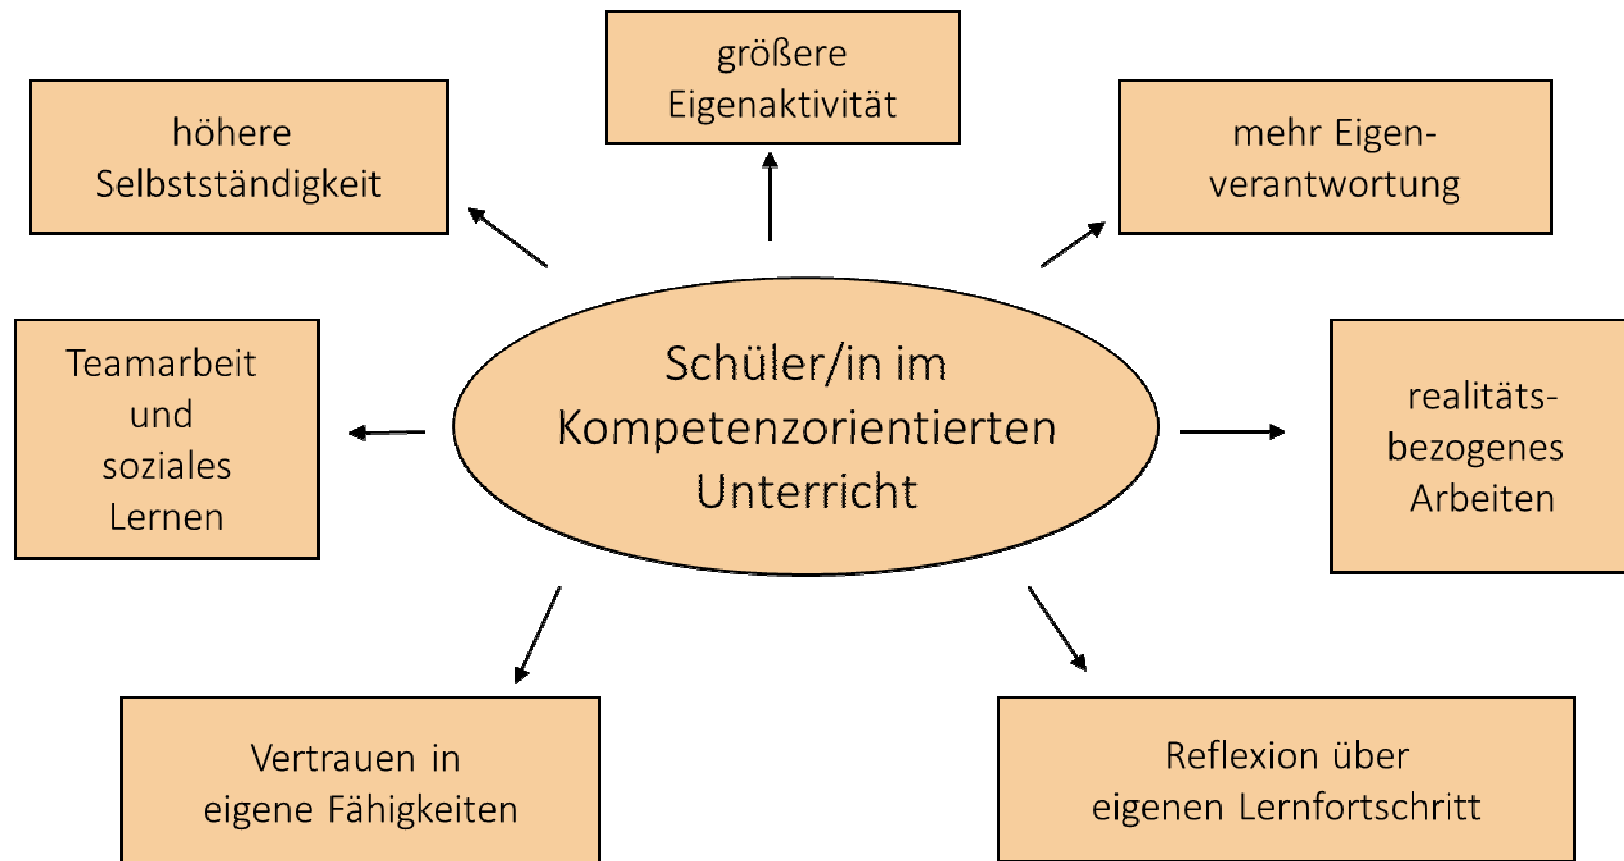 größere
Eigenaktivität
höhere
Selbstständigkeit
mehr Eigen-
verantwortung
Schüler/in im
Kompetenzorientierten
Unterricht
Teamarbeit
und
soziales
Lernen
realitäts-
bezogenes
Arbeiten
Vertrauen in
eigene Fähigkeiten
Reflexion über
eigenen Lernfortschritt